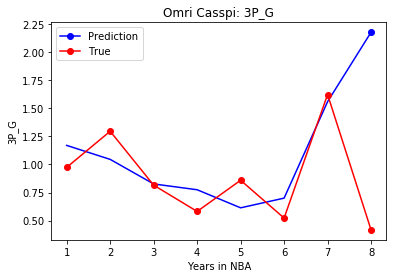 Omri Casspi: 3P_G
Prediction
True
2.25
2.00
1.75
1.50
1.25
1.00
0.75
0.50
3P_G
1 2 3 4 5 6 7 8
Years in NBA